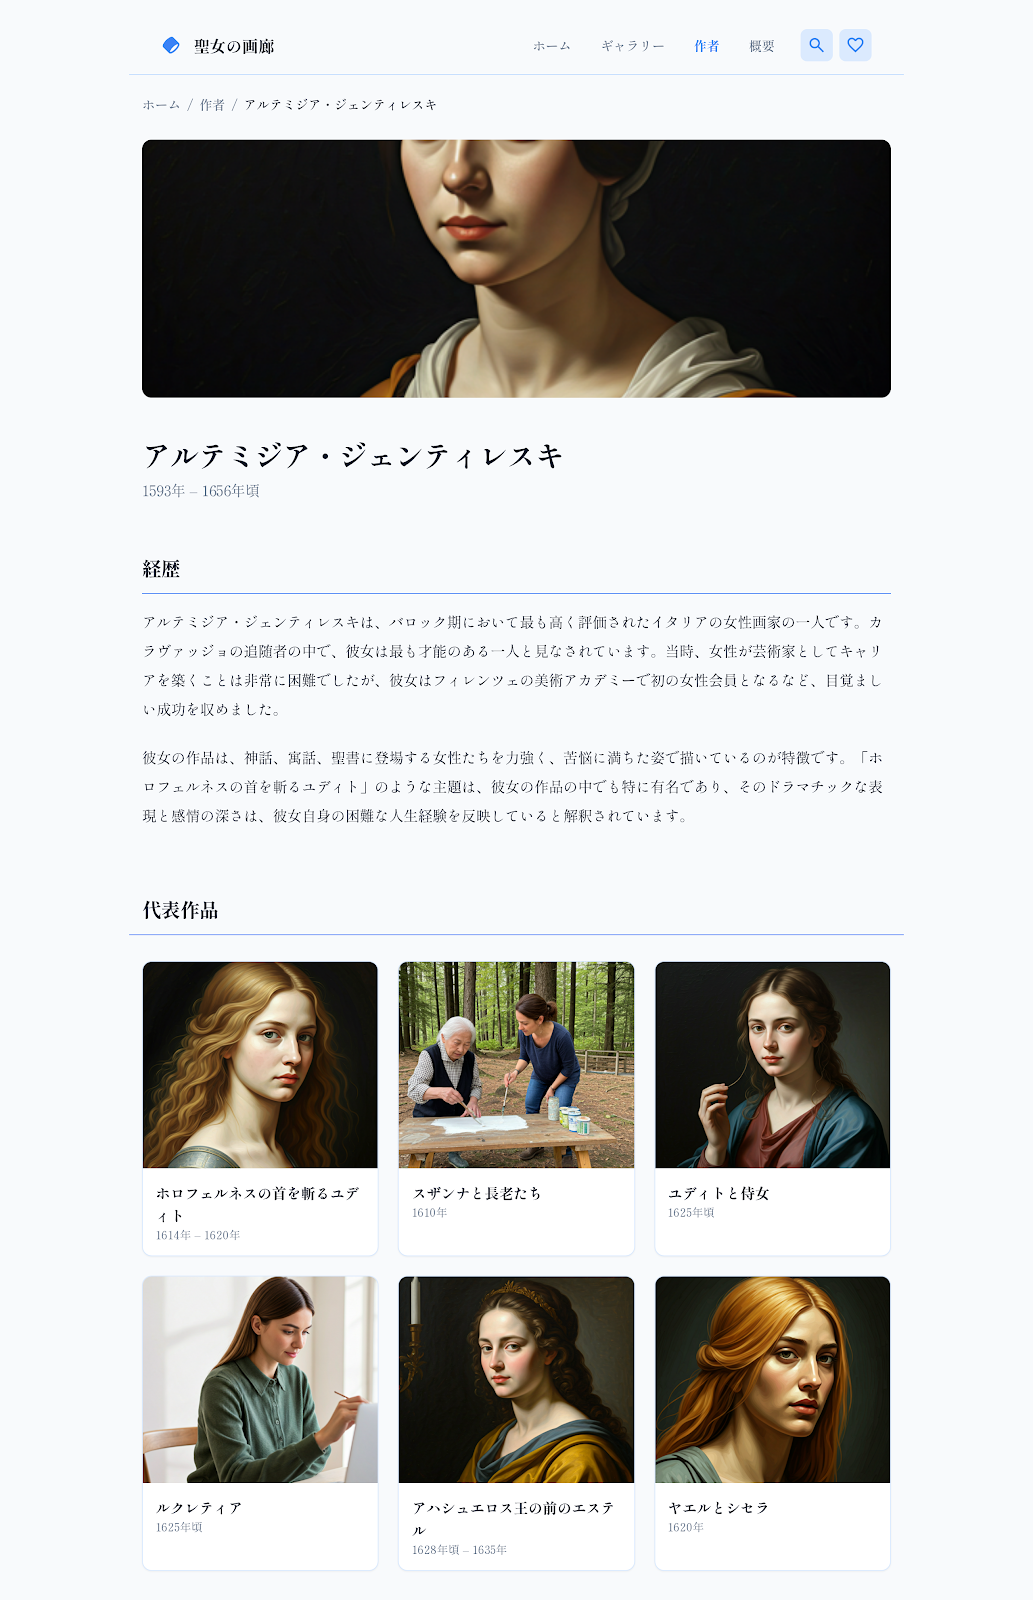 聖女の画廊
ホーム ギャラリー 作者 概要
ホーム / 作者 / アルテミジア・ジェンティレスキ
アルテミジア・ジェンティレスキ
1593年 – 1656年頃
経歴
アルテミジア・ジェンティレスキは、バロック期において最も高く評価されたイタリアの女性画家の一人です。カ
ラヴァッジョの追随者の中で、彼女は最も才能のある一人と見なされています。当時、女性が芸術家としてキャリ
アを築くことは非常に困難でしたが、彼女はフィレンツェの美術アカデミーで初の女性会員となるなど、目覚まし
い成功を収めました。
彼女の作品は、神話、寓話、聖書に登場する女性たちを力強く、苦悩に満ちた姿で描いているのが特徴です。「ホ
ロフェルネスの首を斬るユディト」のような主題は、彼女の作品の中でも特に有名であり、そのドラマチックな表
現と感情の深さは、彼女自身の困難な人生経験を反映していると解釈されています。
代表作品
ホロフェルネスの首を斬るユデ
ィト
1614年 – 1620年
スザンナと長老たち
1610年
ユディトと侍女
1625年頃
ルクレティア
1625年頃
アハシュエロス王の前のエステ
ル
1628年頃 – 1635年
ヤエルとシセラ
1620年